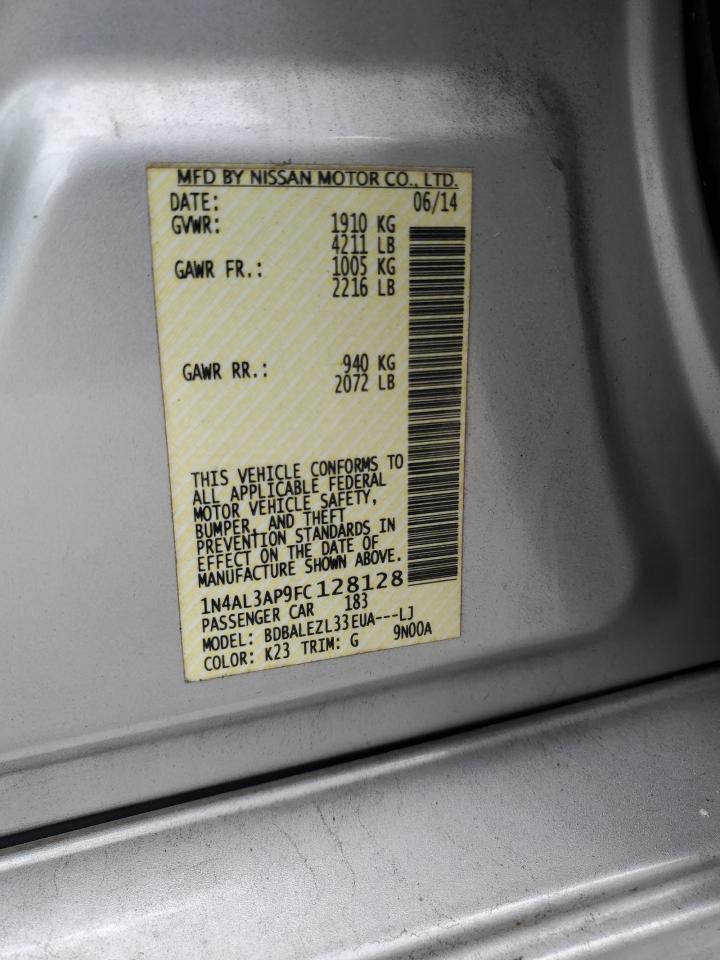 MFD BY NISSAN MOTOR CO., LTD.
DATE: 06/14
GVWR: 1910 KG
4211 LB
GAWR FR.: 1005 KG
2216 LB
GAWR RR.: 940 KG
2072 LB
THIS VEHICLE CONFORMS TO
ALL APPLICABLE FEDERAL
MOTOR VEHICLE SAFETY,
BUMPER, AND THEFT
PREVENTION STANDARDS IN
EFFECT ON THE DATE OF
MANUFACTURE SHOWN ABOVE.
1N4AL3AP9FC128128
PASSENGER CAR 183
MODEL: BDBALEZL33EUA---LJ
COLOR: K23 TRIM: G 9N00A